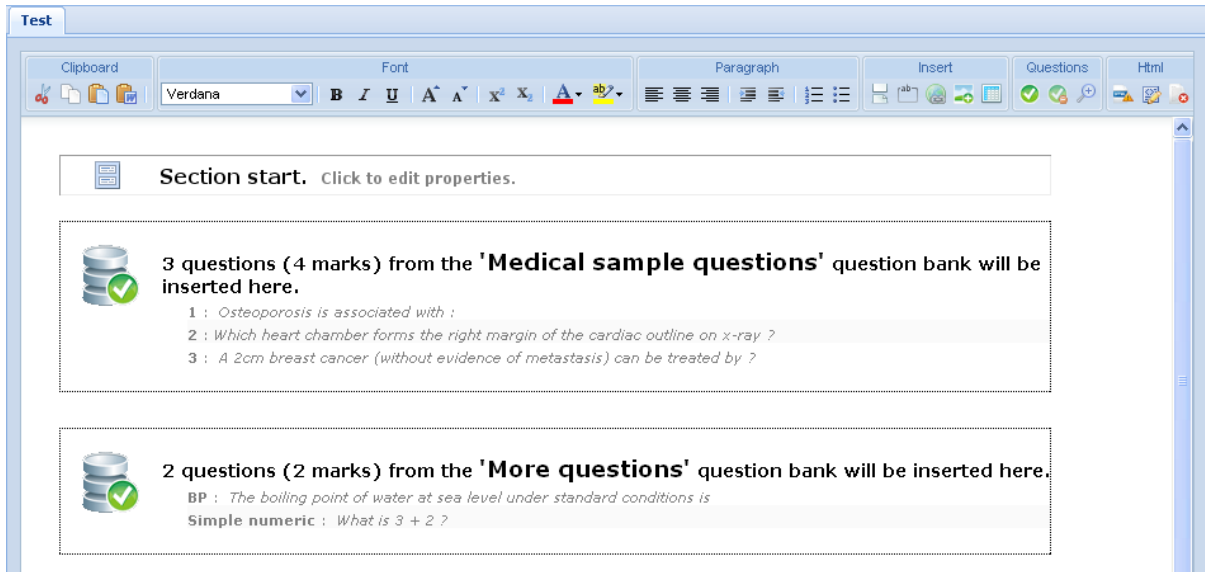 Test
Clipboard Font Paragraph Insert Questions Html
Verdana B I U A A X² X₂ A ab
Section start. Click to edit properties.
3 questions (4 marks) from the 'Medical sample questions' question bank will be
inserted here.
1 : Osteoporosis is associated with :
2 : Which heart chamber forms the right margin of the cardiac outline on x-ray ?
3 : A 2cm breast cancer (without evidence of metastasis) can be treated by ?
2 questions (2 marks) from the 'More questions' question bank will be inserted here.
BP : The boiling point of water at sea level under standard conditions is
Simple numeric : What is 3 + 2 ?